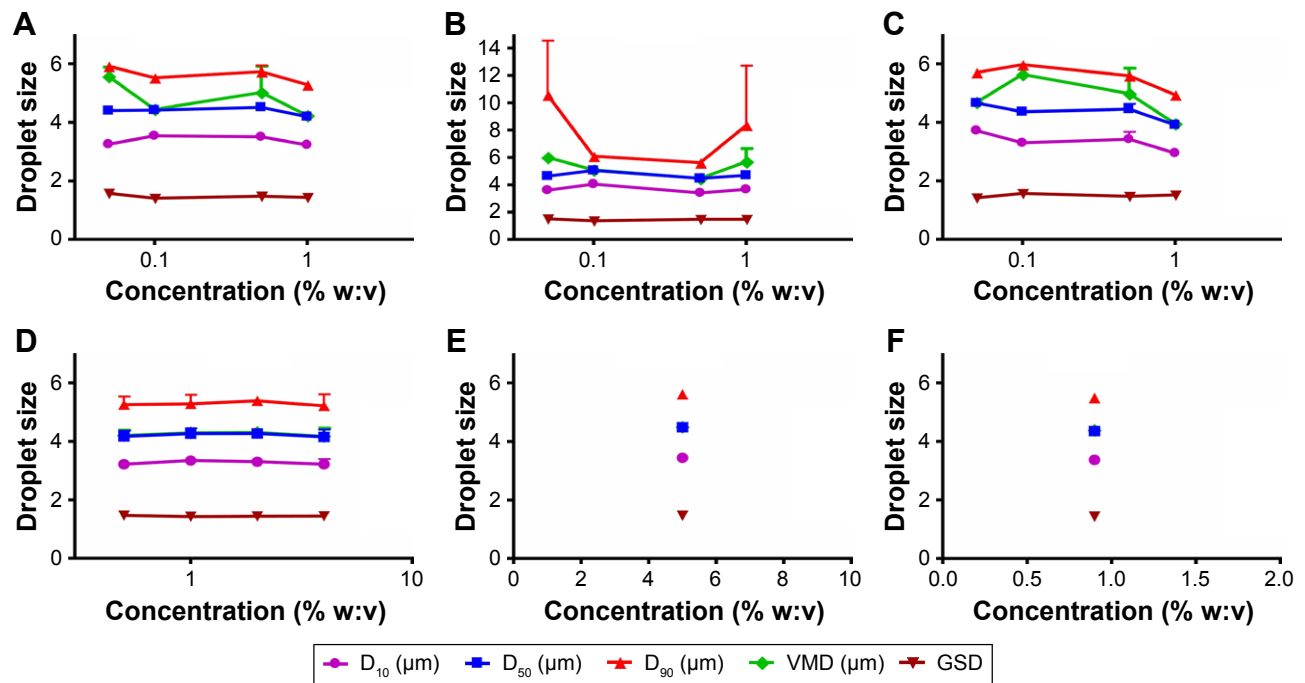 A
Droplet size
6
4
2
0
0.1 1
Concentration (% w:v)
B
Droplet size
14
12
10
8
6
4
2
0
0.1 1
Concentration (% w:v)
C
Droplet size
6
4
2
0
0.1 1
Concentration (% w:v)
D
Droplet size
6
4
2
0
1 10
Concentration (% w:v)
E
Droplet size
6
4
2
0
0 2 4 6 8 10
Concentration (% w:v)
F
Droplet size
6
4
2
0
0.0 0.5 1.0 1.5 2.0
Concentration (% w:v)
D₁₀ (µm) D₅₀ (µm) D₉₀ (µm) VMD (µm) GSD